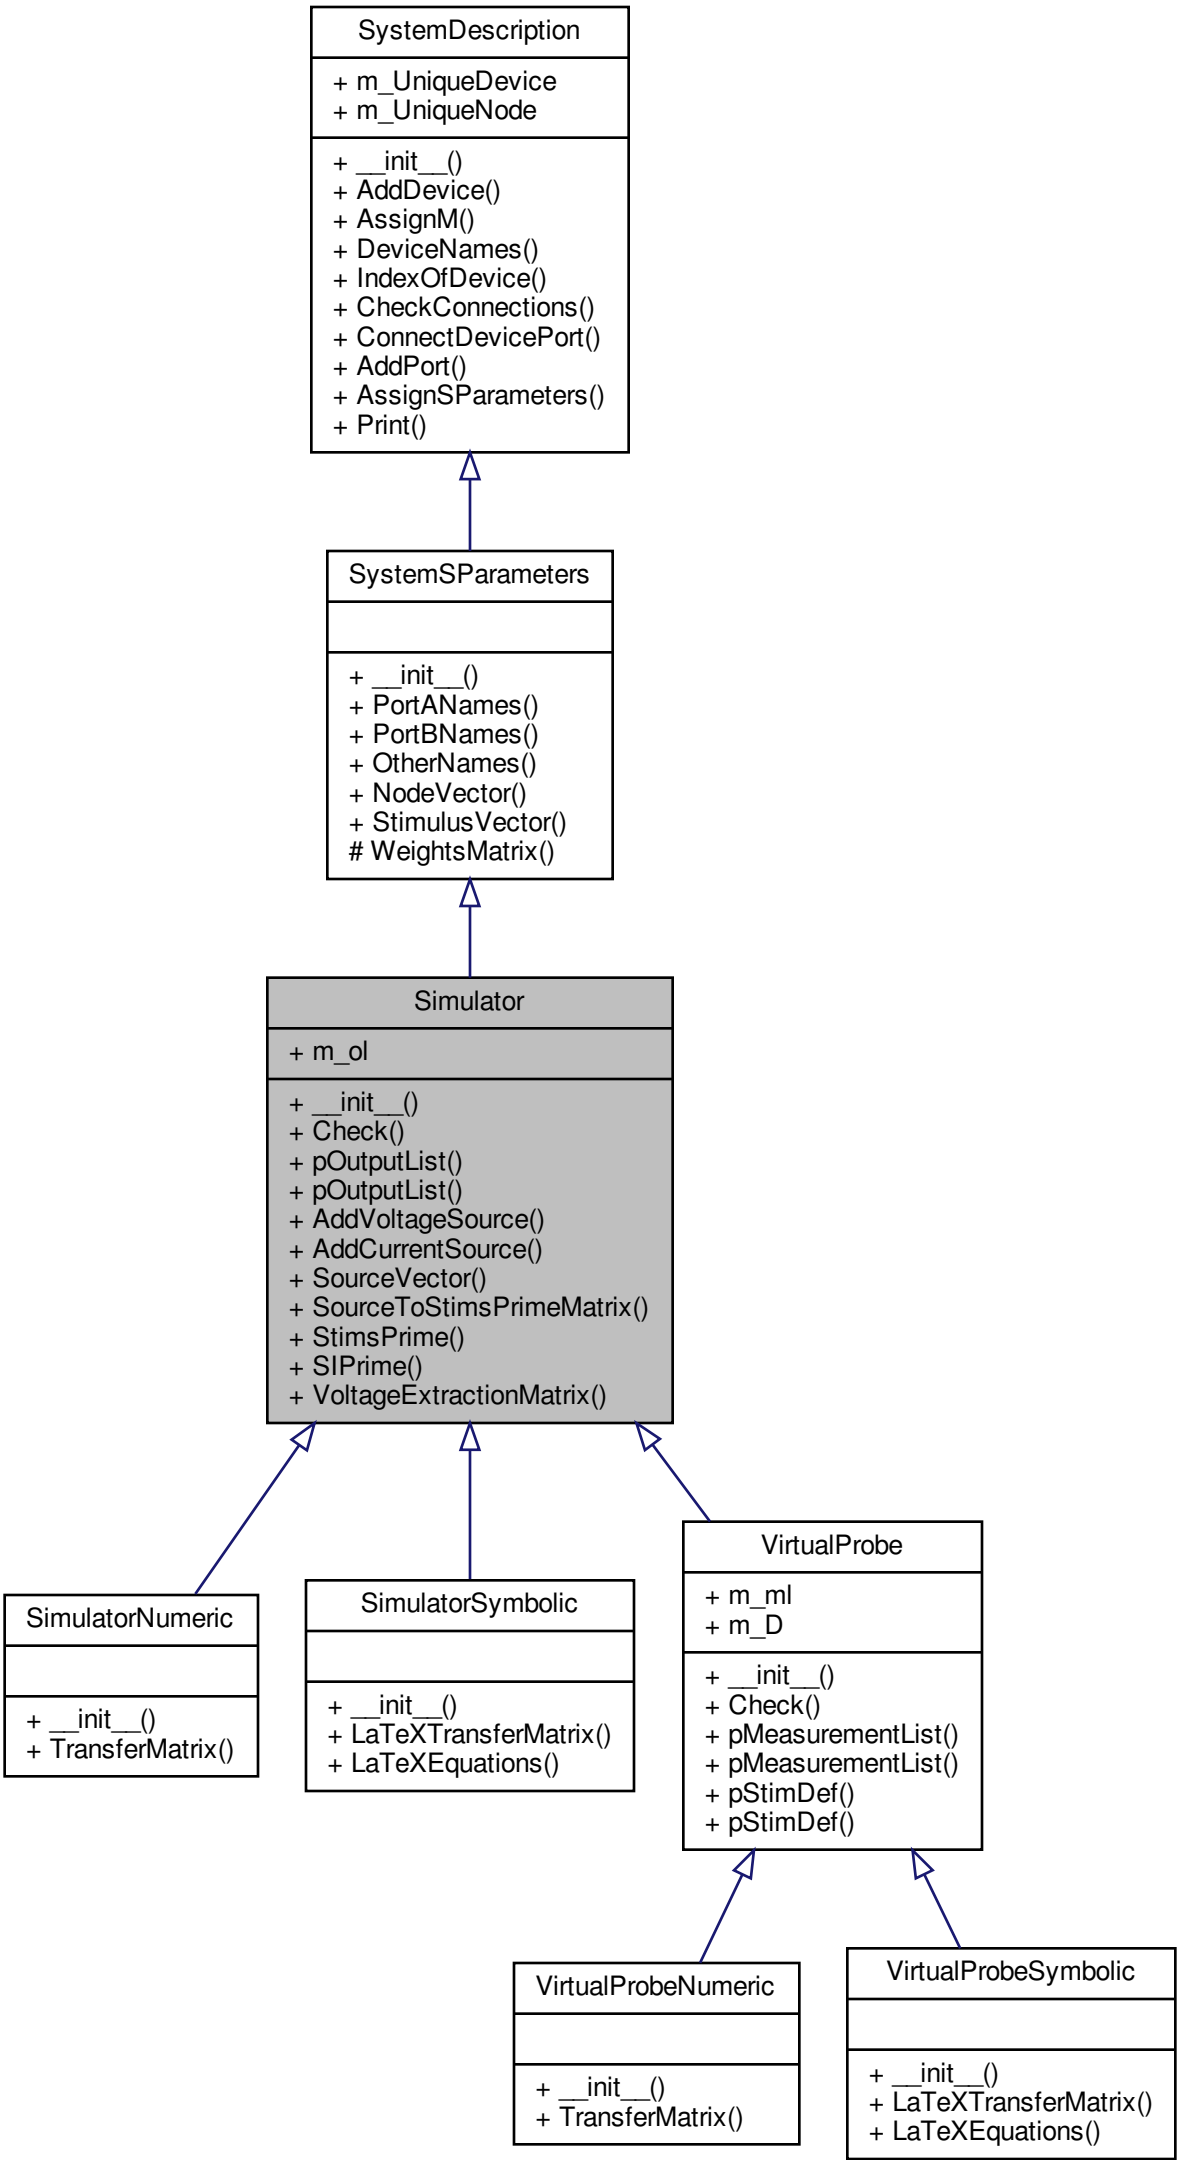 SystemDescription
+ m_UniqueDevice
+ m_UniqueNode
+ __init__()
+ AddDevice()
+ AssignM()
+ DeviceNames()
+ IndexOfDevice()
+ CheckConnections()
+ ConnectDevicePort()
+ AddPort()
+ AssignSParameters()
+ Print()
SystemSParameters
+ __init__()
+ PortANames()
+ PortBNames()
+ OtherNames()
+ NodeVector()
+ StimulusVector()
# WeightsMatrix()
Simulator
+ m_ol
+ __init__()
+ Check()
+ pOutputList()
+ pOutputList()
+ AddVoltageSource()
+ AddCurrentSource()
+ SourceVector()
+ SourceToStimsPrimeMatrix()
+ StimsPrime()
+ SIPrime()
+ VoltageExtractionMatrix()
SimulatorNumeric
+ __init__()
+ TransferMatrix()
SimulatorSymbolic
+ __init__()
+ LaTeXTransferMatrix()
+ LaTeXEquations()
VirtualProbe
+ m_ml
+ m_D
+ __init__()
+ Check()
+ pMeasurementList()
+ pMeasurementList()
+ pStimDef()
+ pStimDef()
VirtualProbeNumeric
+ __init__()
+ TransferMatrix()
VirtualProbeSymbolic
+ __init__()
+ LaTeXTransferMatrix()
+ LaTeXEquations()